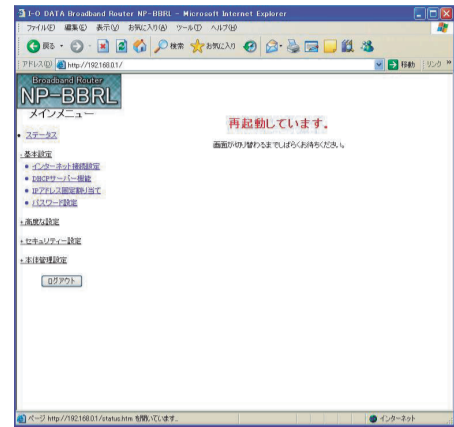 I-O DATA Broadband Router NP-BBRL - Microsoft Internet Explorer
ファイル(F) 編集(E) 表示(V) お気に入り(A) ツール(T) ヘルプ(H)
戻る 検索 お気に入り
アドレス(D) http://192.168.0.1/ 移動 リンク »
Broadband Router
NP-BBRL
メインメニュー
ステータス
基本設定
インターネット接続設定
DHCPサーバー機能
IPアドレス固定割り当て
パスワード設定
高度な設定
セキュリティー設定
本体管理設定
ログアウト
再起動しています。
画面が切り替わるまでしばらくお待ちください。
ページ http://192.168.0.1/status.htm を開いています...
インターネット